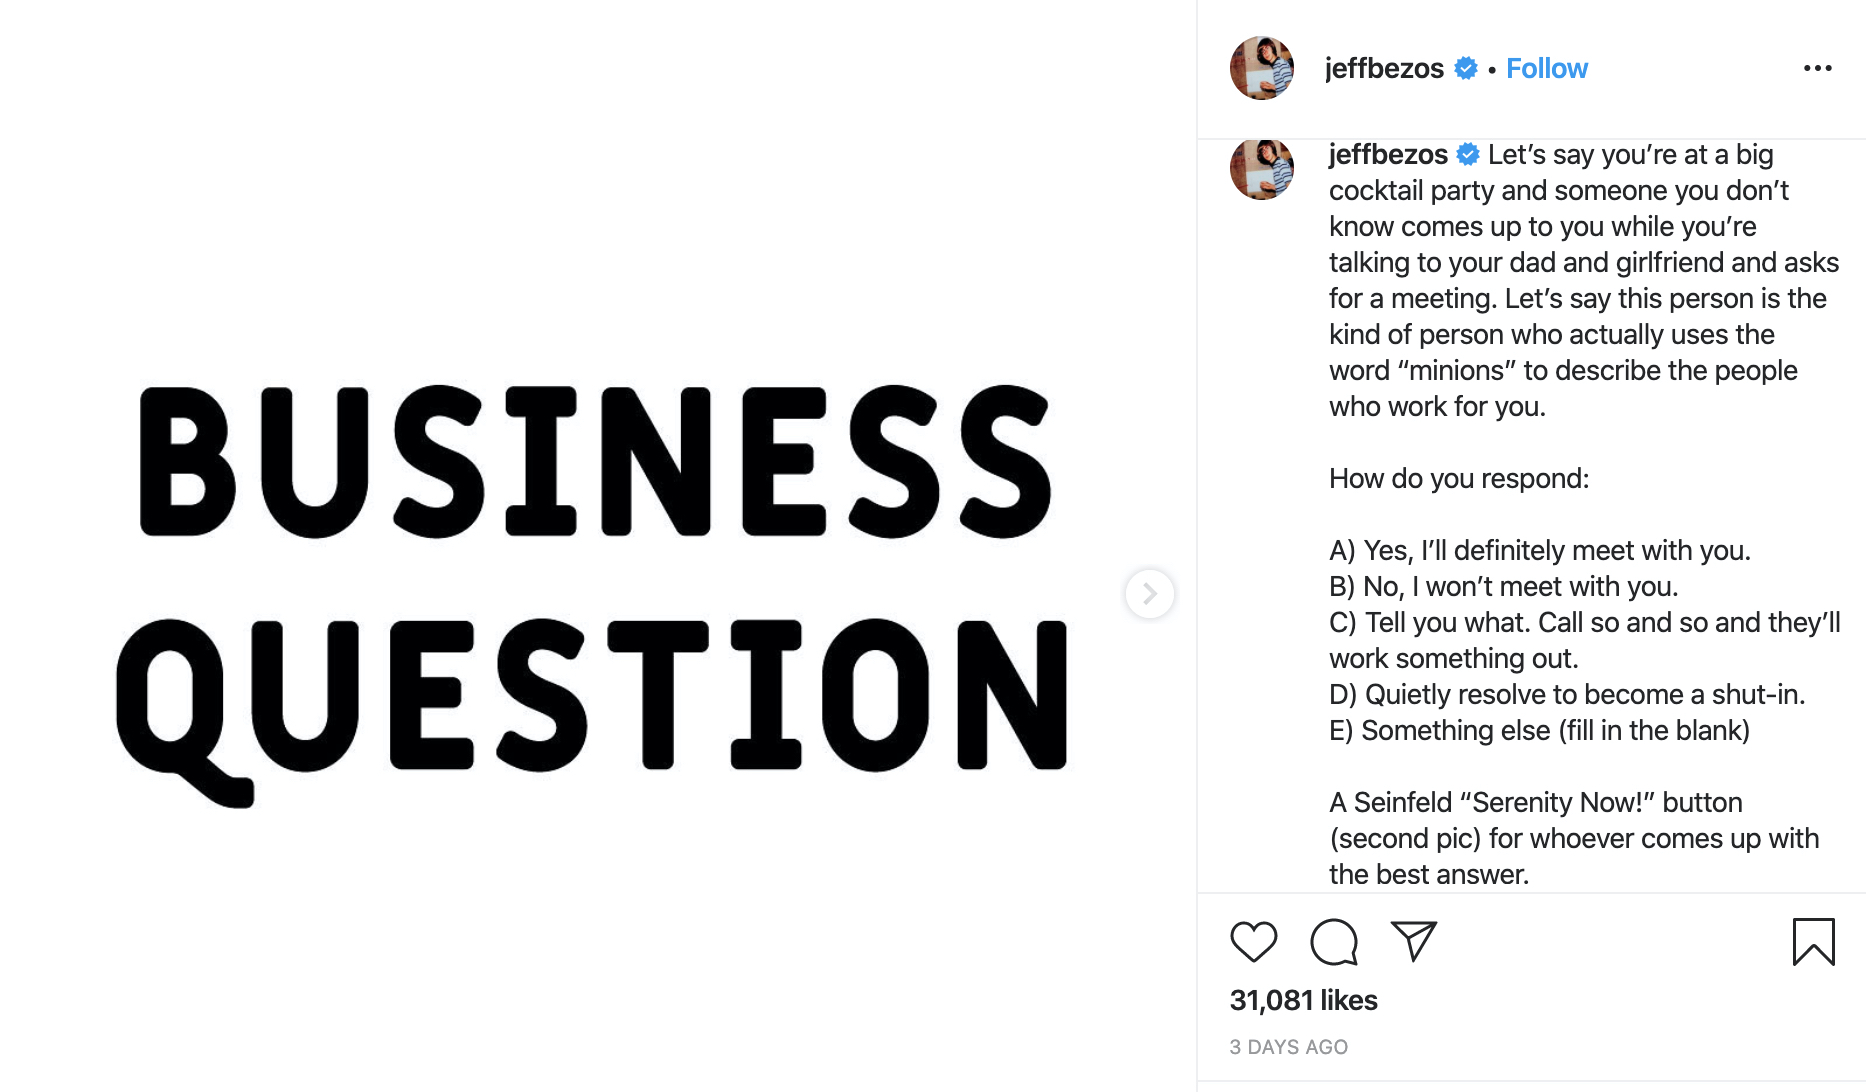 BUSINESS
QUESTION
jeffbezos • Follow
jeffbezos Let’s say you’re at a big
cocktail party and someone you don’t
know comes up to you while you’re
talking to your dad and girlfriend and asks
for a meeting. Let’s say this person is the
kind of person who actually uses the
word “minions” to describe the people
who work for you.
How do you respond:
A) Yes, I’ll definitely meet with you.
B) No, I won’t meet with you.
C) Tell you what. Call so and so and they’ll
work something out.
D) Quietly resolve to become a shut-in.
E) Something else (fill in the blank)
A Seinfeld “Serenity Now!” button
(second pic) for whoever comes up with
the best answer.
31,081 likes
3 DAYS AGO